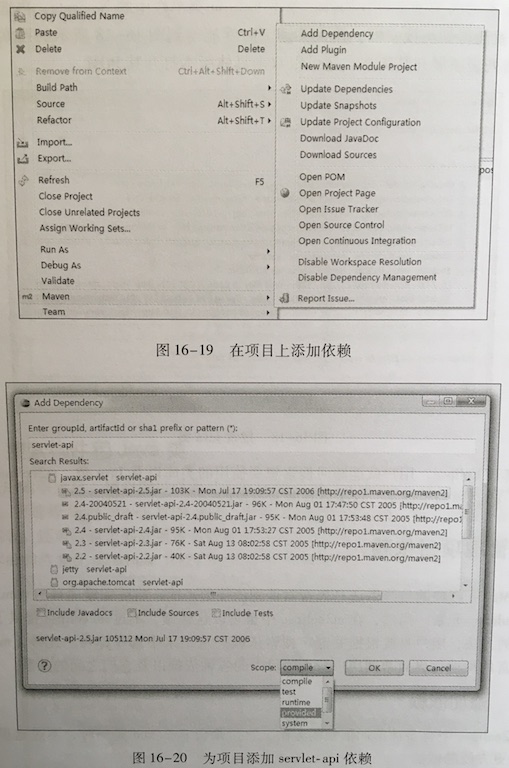 Copy Qualified Name
Paste Ctrl+V
Delete Delete
Remove from Context Ctrl+Alt+Shift+Down
Build Path
Source Alt+Shift+S
Refactor Alt+Shift+T
Import...
Export...
Refresh F5
Close Project
Close Unrelated Projects
Assign Working Sets...
Run As
Debug As
Validate
m2 Maven
Team
Add Dependency
Add Plugin
New Maven Module Project
Update Dependencies
Update Snapshots
Update Project Configuration
Download JavaDoc
Download Sources
Open POM
Open Project Page
Open Issue Tracker
Open Source Control
Open Continuous Integration
Disable Workspace Resolution
Disable Dependency Management
Report Issue...
pos
图 16-19 在项目上添加依赖
Add Dependency
Enter groupId, artifactId or sha1 prefix or pattern (*):
servlet-api
Search Results:
javax.servlet servlet-api
2.5 - servlet-api-2.5.jar - 103K - Mon Jul 17 19:09:57 CST 2006 [http://repo1.maven.org/maven2]
2.4-20040521 - servlet-api-2.4-20040521.jar - 96K - Mon Aug 01 17:47:50 CST 2005 [http://repo1.ma
2.4.public_draft - servlet-api-2.4.public_draft.jar - 95K - Mon Aug 01 17:53:48 CST 2005 [http://repo1
2.4 - servlet-api-2.4.jar - 95K - Mon Aug 01 17:53:27 CST 2005 [http://repo1.maven.org/maven2]
2.3 - servlet-api-2.3.jar - 76K - Sat Aug 13 08:02:58 CST 2005 [http://repo1.maven.org/maven2]
2.2 - servlet-api-2.2.jar - 40K - Sat Aug 13 08:02:58 CST 2005 [http://repo1.maven.org/maven2]
jetty servlet-api
org.apache.tomcat servlet-api
Include Javadocs Include Sources Include Tests
servlet-api-2.5.jar 105112 Mon Jul 17 19:09:57 CST 2006
Scope: compile OK Cancel
compile
test
runtime
provided
system
图 16-20 为项目添加 servlet-api 依赖